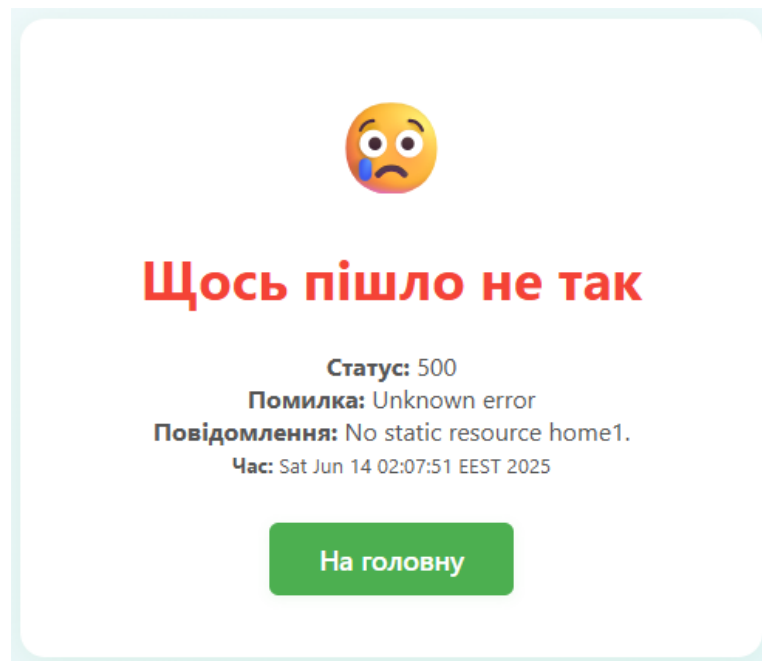 Щось пішло не так
Статус: 500
Помилка: Unknown error
Повідомлення: No static resource home1.
Час: Sat Jun 14 02:07:51 EEST 2025
На головну